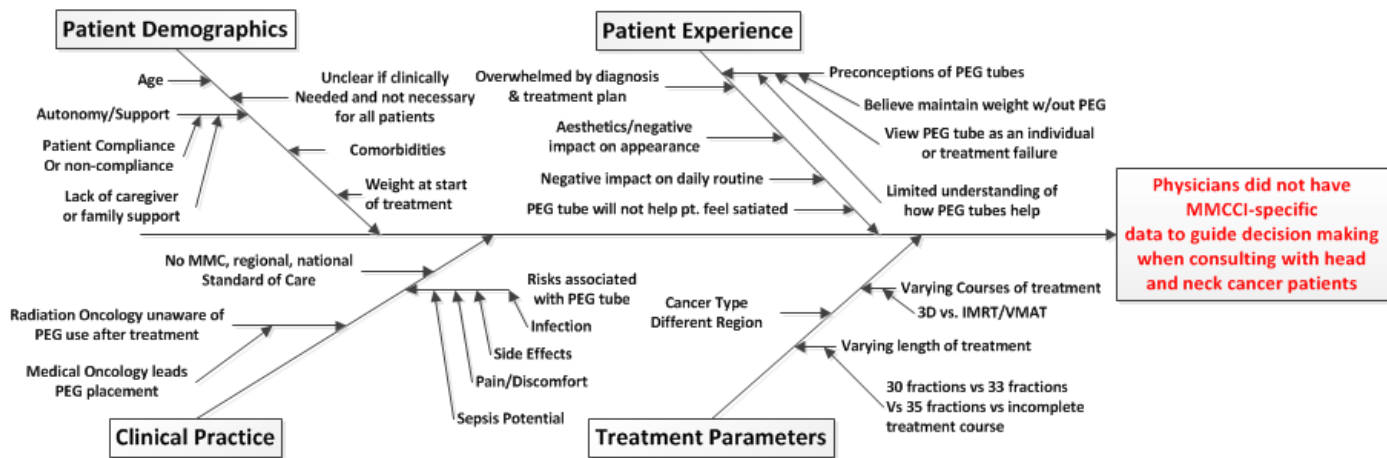 Patient Demographics
Age
Unclear if clinically
Needed and not necessary
for all patients
Autonomy/Support
Patient Compliance
Or non-compliance
Comorbidities
Lack of caregiver
or family support
Weight at start
of treatment
Patient Experience
Overwhelmed by diagnosis
& treatment plan
Preconceptions of PEG tubes
Believe maintain weight w/out PEG
Aesthetics/negative
impact on appearance
View PEG tube as an individual
or treatment failure
Negative impact on daily routine
Limited understanding of
how PEG tubes help
PEG tube will not help pt. feel satiated
Physicians did not have
MMCCI-specific
data to guide decision making
when consulting with head
and neck cancer patients
No MMC, regional, national
Standard of Care
Risks associated
with PEG tube
Radiation Oncology unaware of
PEG use after treatment
Infection
Side Effects
Medical Oncology leads
PEG placement
Pain/Discomfort
Sepsis Potential
Clinical Practice
Cancer Type
Different Region
Varying Courses of treatment
3D vs. IMRT/VMAT
Varying length of treatment
30 fractions vs 33 fractions
Vs 35 fractions vs incomplete
treatment course
Treatment Parameters